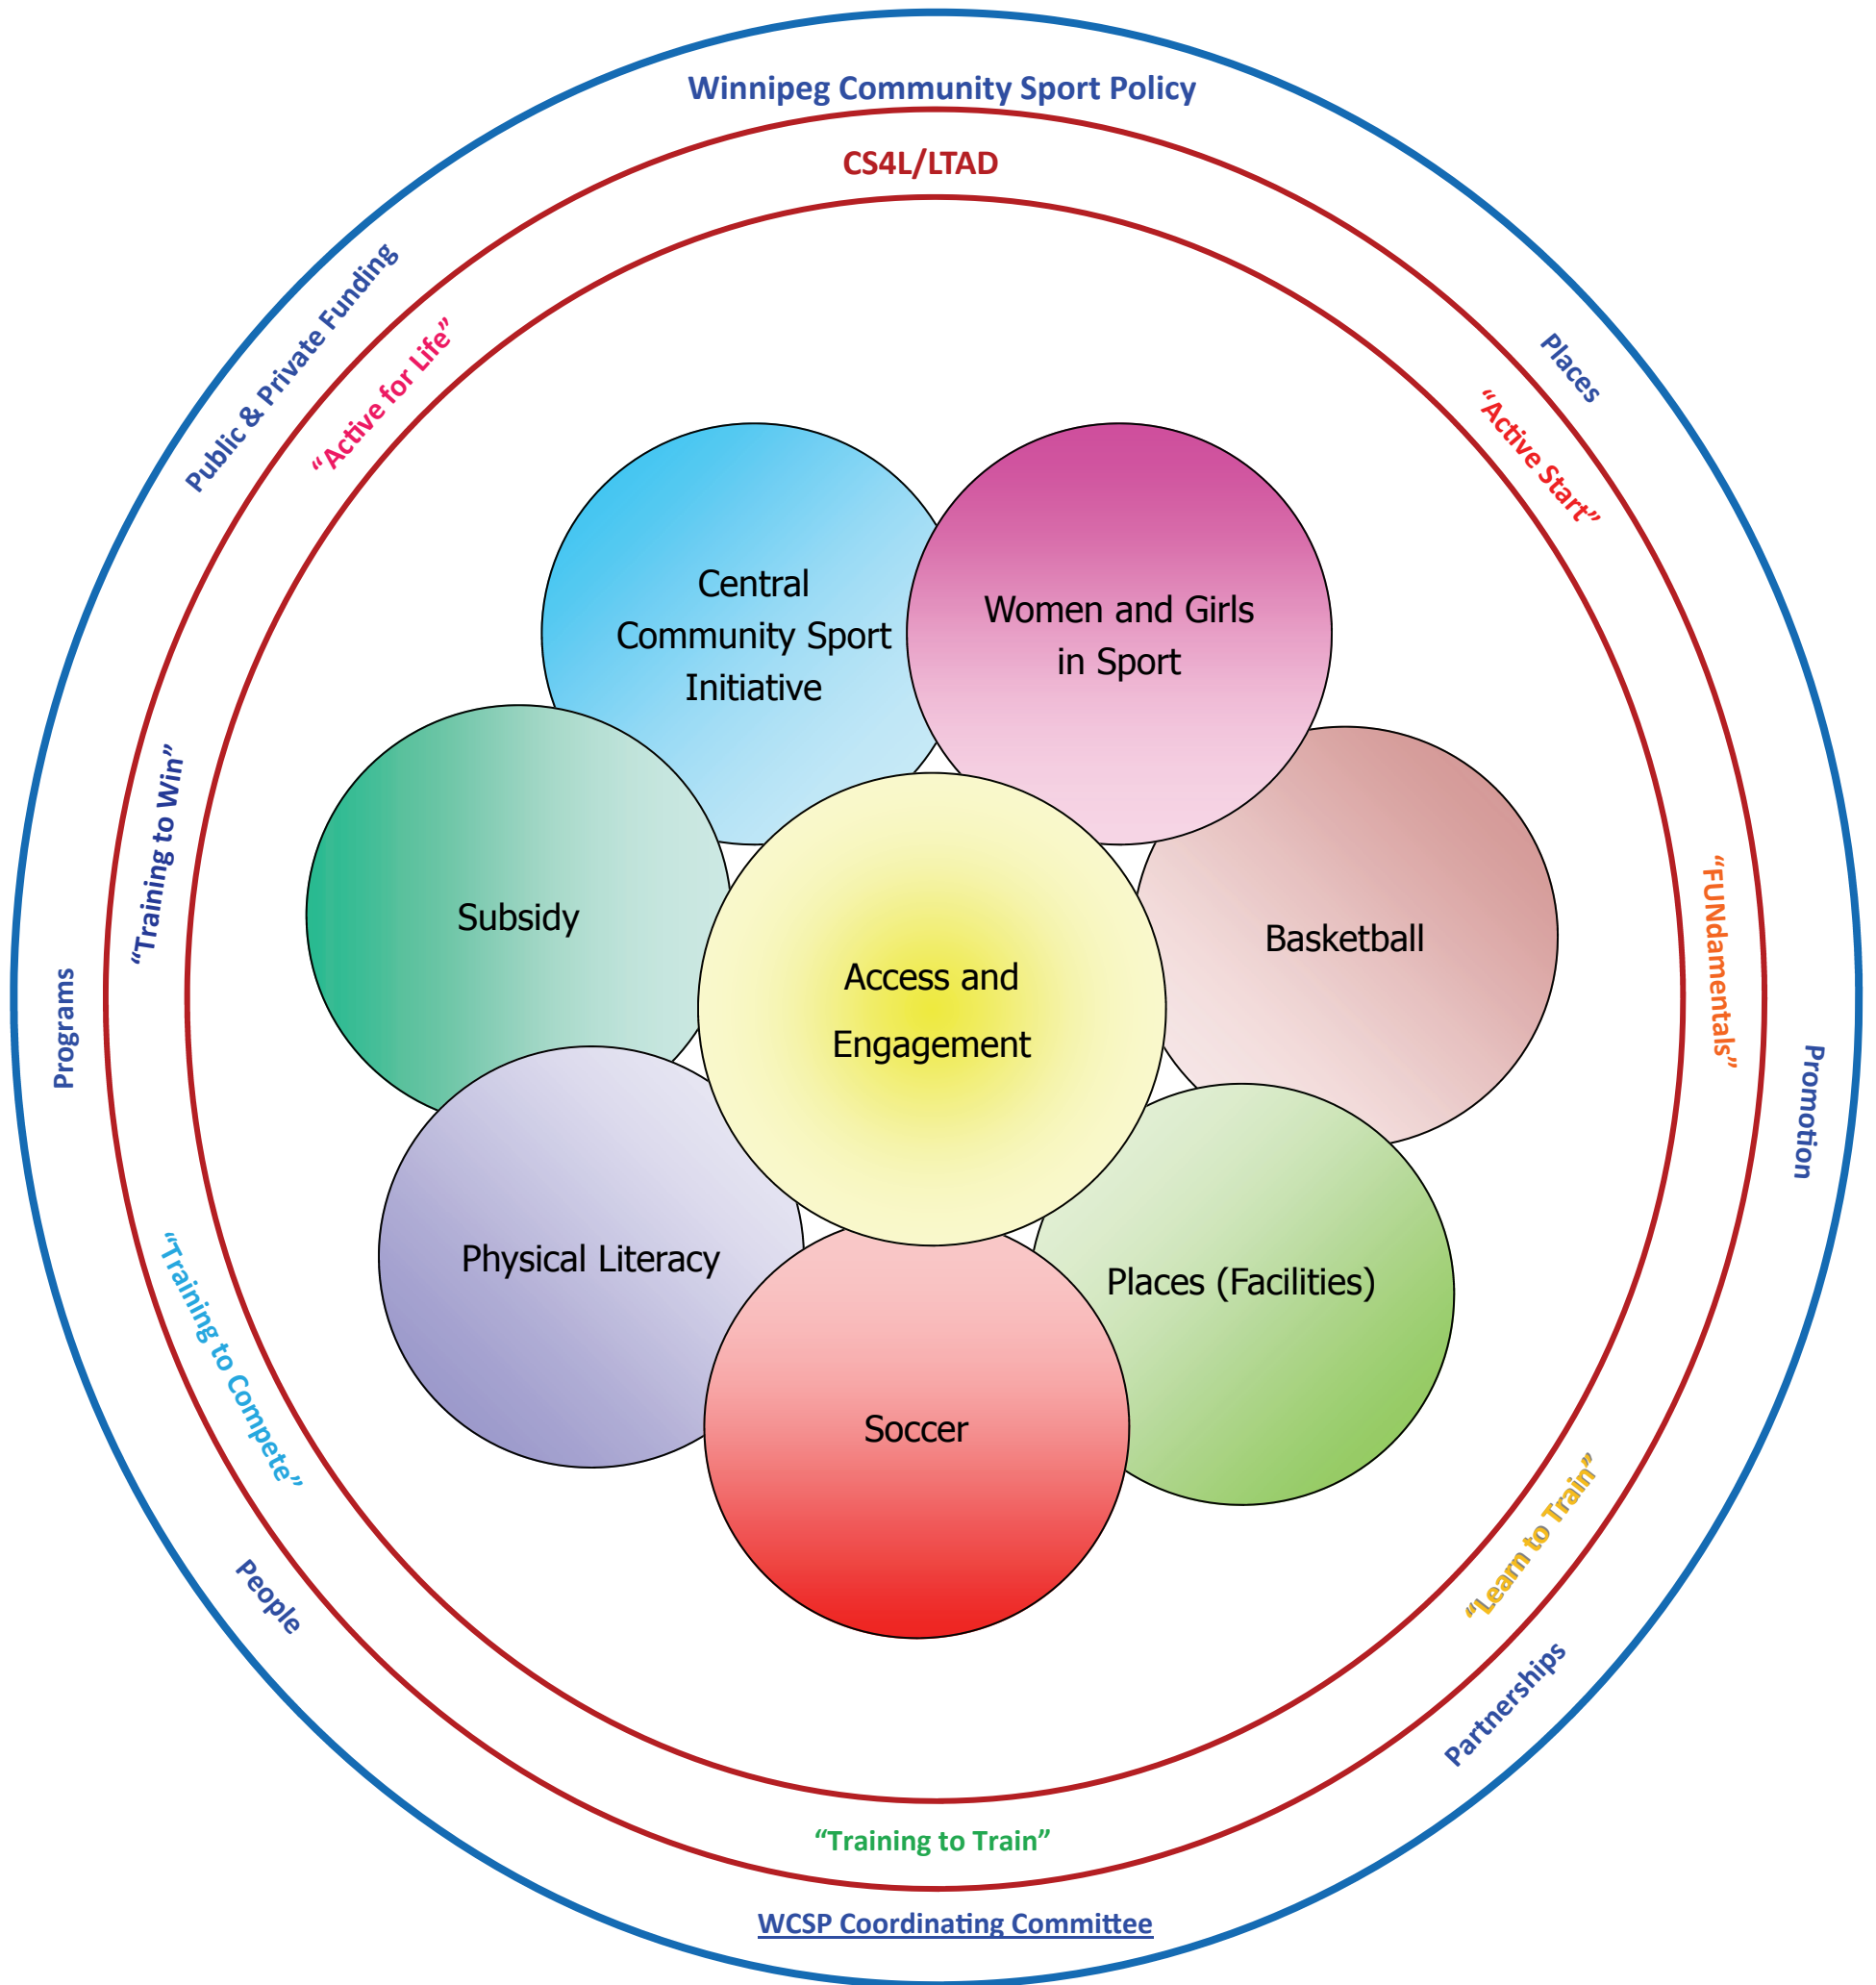 Winnipeg Community Sport Policy
CS4L/LTAD
Public & Private Funding
Places
“Active for Life”
“Active Start”
Central
Community Sport
Initiative
Women and Girls
in Sport
“Training to Win”
Subsidy
Basketball
“FUNdamentals”
Access and
Engagement
Programs
Promotion
Physical Literacy
Places (Facilities)
“Training to Compete”
Soccer
“Learn to Train”
People
Partnerships
“Training to Train”
WCSP Coordinating Committee